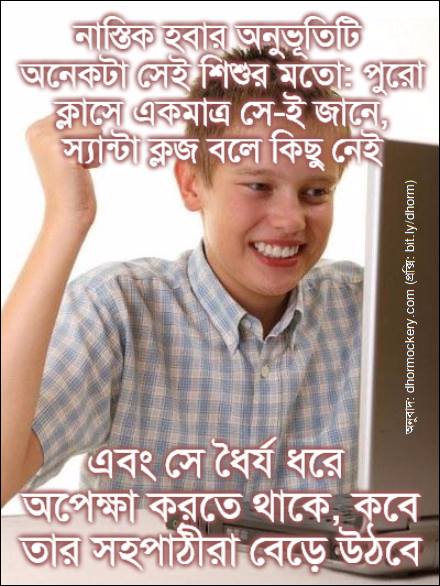 নাস্তিক হবার অনুভূতিটি
অনেকটা সেই শিশুর মতো: পুরো
ক্লাসে একমাত্র সে-ই জানে,
স্যান্টা ক্লজ বলে কিছু নেই
অনুবাদ: dhormockery.com (প্রক্সি: bit.ly/dhorm)
এবং সে ধৈর্য ধরে
অপেক্ষা করতে থাকে, কবে
তার সহপাঠীরা বেড়ে উঠবে